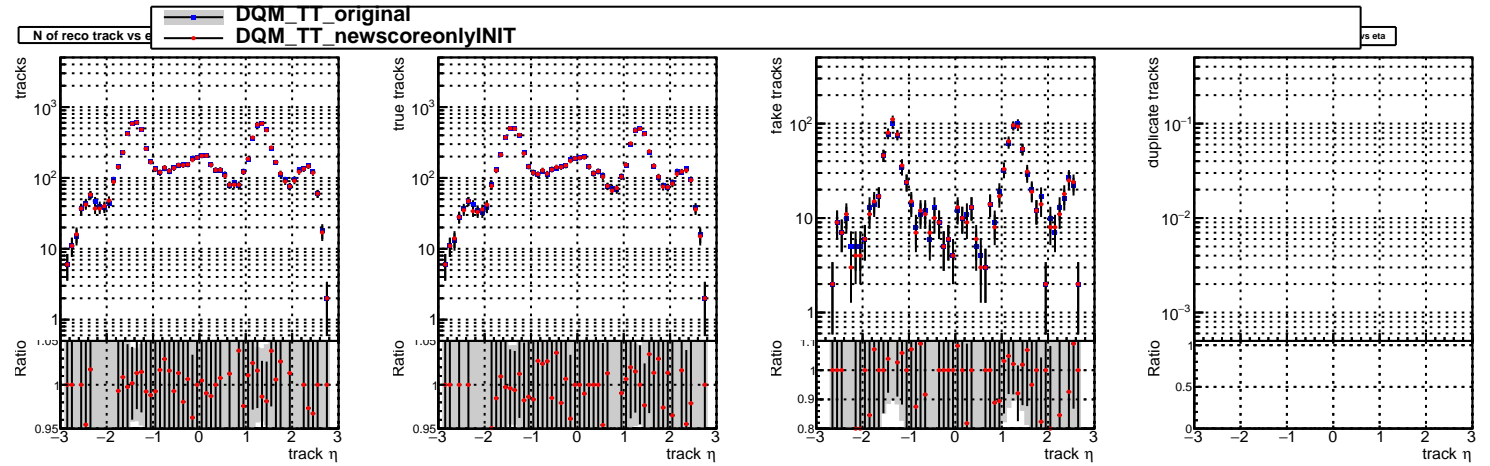 DQM_TT_original
DQM_TT_newscoreonlyINIT
N of reco track vs e
vs eta
tracks
10³
10²
10
1
Ratio
1.05
1
0.95
−3 −2 −1 0 1 2 3
track η
true tracks
10³
10²
10
1
Ratio
1.05
1
0.95
−3 −2 −1 0 1 2 3
track η
fake tracks
10²
10
1
Ratio
1.1
1
0.9
0.8
−3 −2 −1 0 1 2 3
track η
duplicate tracks
10⁻¹
10⁻²
10⁻³
Ratio
1
0.5
0
−3 −2 −1 0 1 2 3
track η